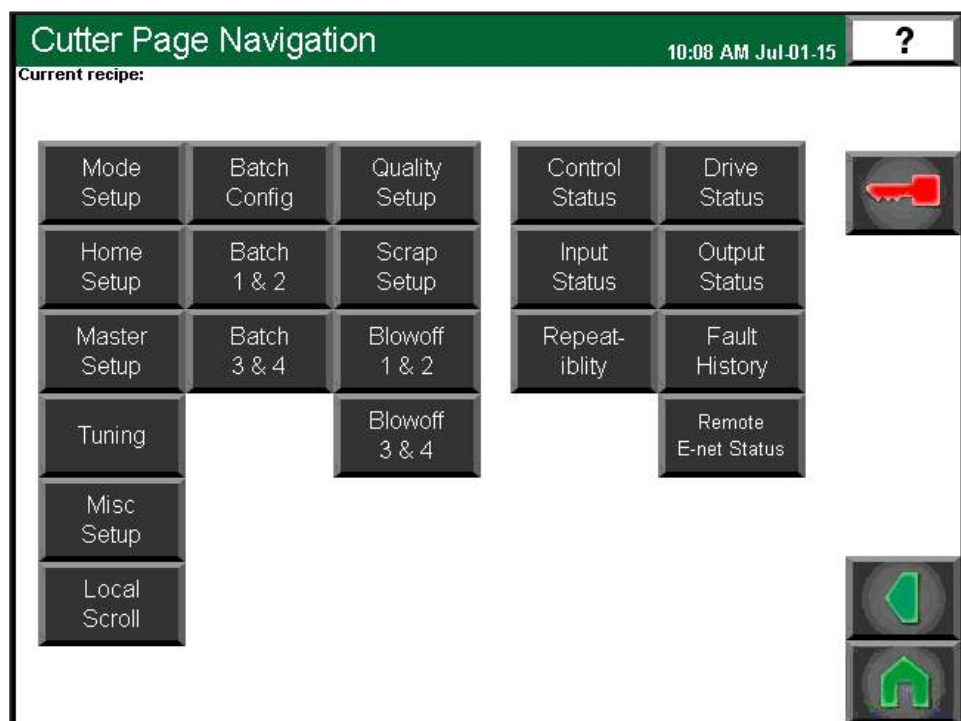 Cutter Page Navigation
10:08 AM Jul-01-15
?
Current recipe:
Mode
Setup
Batch
Config
Quality
Setup
Control
Status
Drive
Status
Home
Setup
Batch
1 & 2
Scrap
Setup
Input
Status
Output
Status
Master
Setup
Batch
3 & 4
Blowoff
1 & 2
Repeat-
iblity
Fault
History
Tuning
Blowoff
3 & 4
Remote
E-net Status
Misc
Setup
Local
Scroll